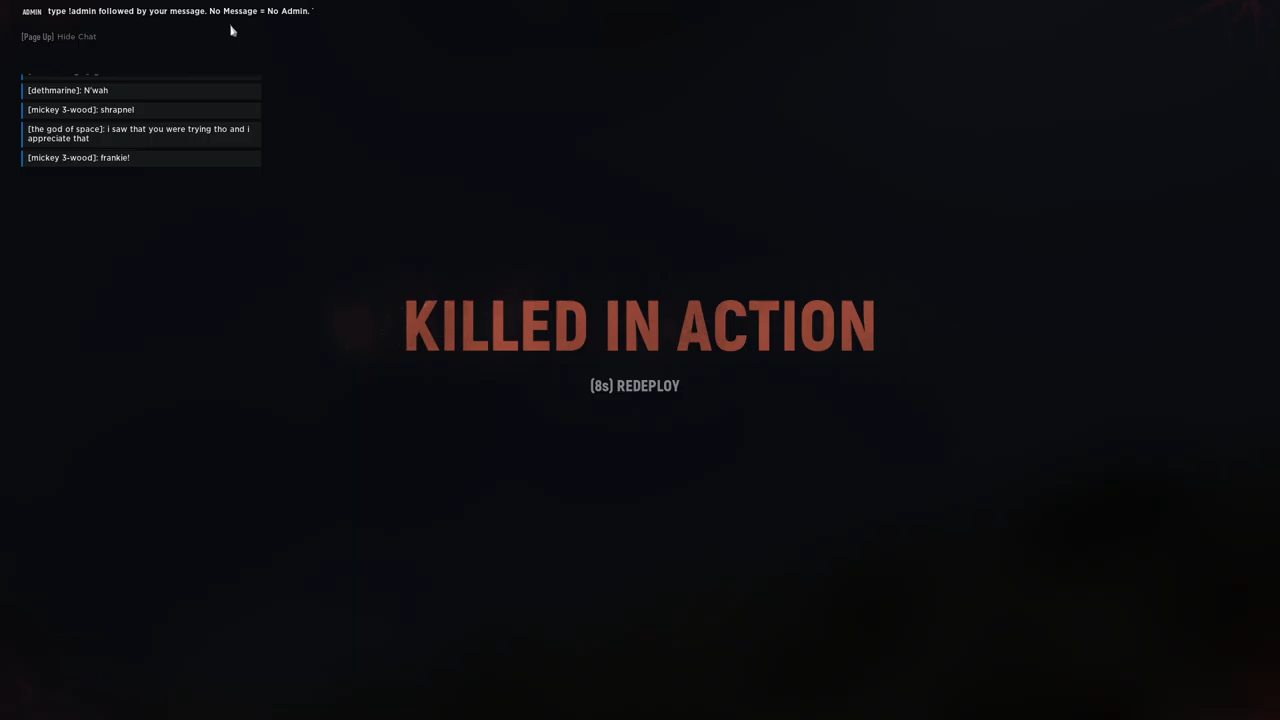 ADMIN type !admin followed by your message. No Message = No Admin.
[Page Up] Hide Chat
[dethmarine]: N'wah
[mickey 3-wood]: shrapnel
[the god of space]: i saw that you were trying tho and i
appreciate that
[mickey 3-wood]: frankie!
KILLED IN ACTION
(8s) REDEPLOY